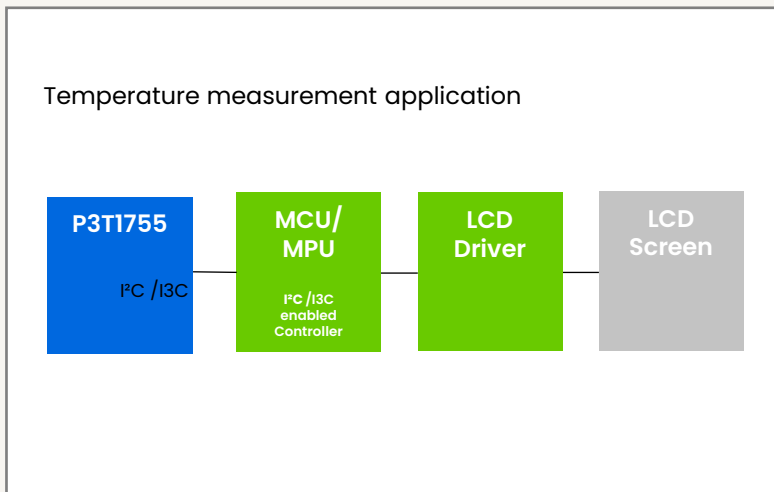 Temperature measurement application
P3T1755
I²C /I3C
MCU/
MPU
I²C /I3C
enabled
Controller
LCD
Driver
LCD
Screen